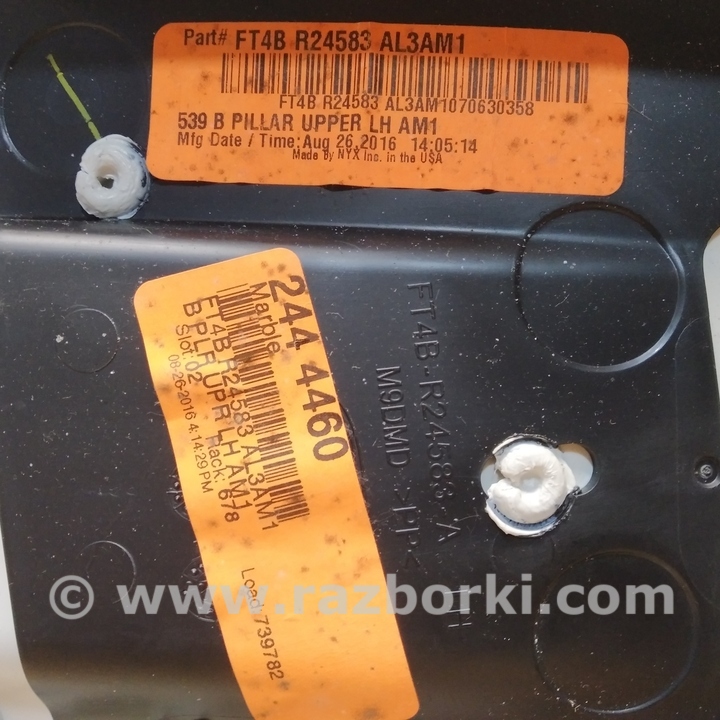 Part# FT4B R24583 AL3AM1
FT4B R24583 AL3AM1070630358
539 B PILLAR UPPER LH AM1
Mfg Date / Time: Aug 26,2016 14:05:14
Made by NYX Inc. in the USA
244 4460
Marble
FT4B R24583 AL3AM1
B PLR UPR LH AM1
Slot: 02 Rack: 678
08-26-2016 4:14:29 PM
Load: 739782
FT4B-R24583-A
M9DMD >PP<
LH
© www.razborki.com